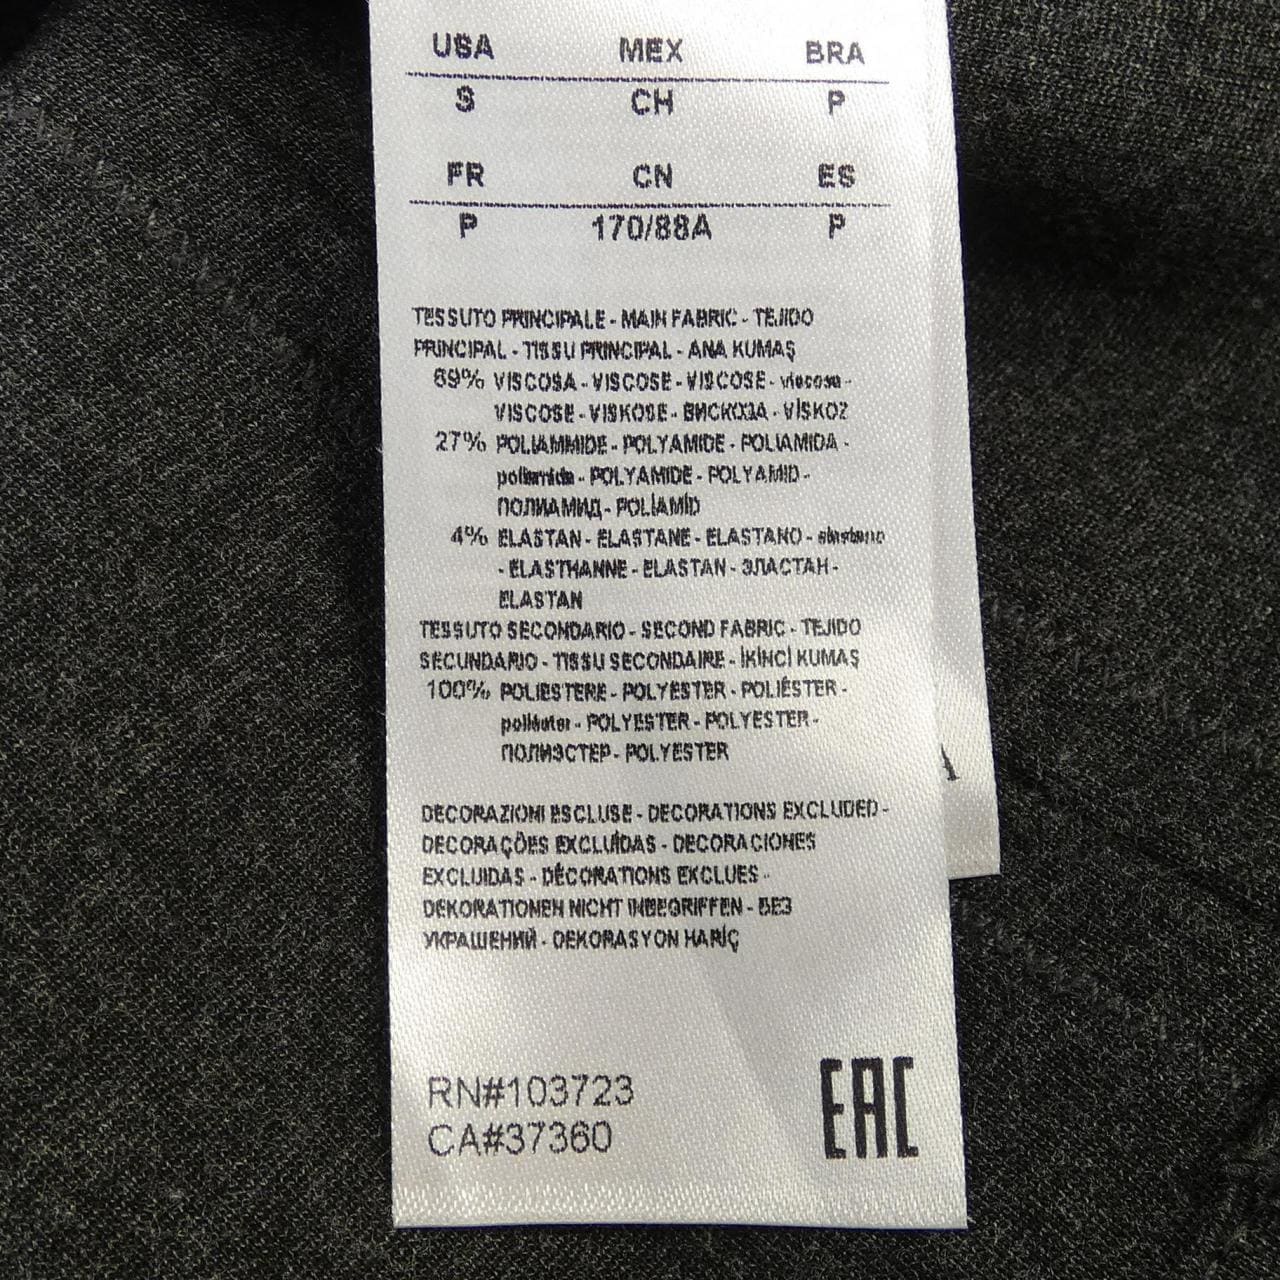 USA MEX BRA
S CH P
FR CN ES
P 170/88A P
TESSUTO PRINCIPALE - MAIN FABRIC - TEJIDO
PRINCIPAL - TISSU PRINCIPAL - ANA KUMAŞ
69% VISCOSA - VISCOSE - VISCOSE - viscosa -
VISCOSE - VISKOSE - ВИСКОЗА - VİSKOZ
27% POLIAMMIDE - POLYAMIDE - POLIAMIDA -
poliamida - POLYAMIDE - POLYAMID -
ПОЛИАМИД - POLİAMİD
4% ELASTAN - ELASTANE - ELASTANO - elastano
- ELASTHANNE - ELASTAN - ЭЛАСТАН -
ELASTAN
TESSUTO SECONDARIO - SECOND FABRIC - TEJIDO
SECUNDARIO - TISSU SECONDAIRE - İKİNCİ KUMAŞ
100% POLIESTERE - POLYESTER - POLIÉSTER -
poliéster - POLYESTER - POLYESTER -
ПОЛИЭСТЕР - POLYESTER
DECORAZIONI ESCLUSE - DECORATIONS EXCLUDED -
DECORAÇÕES EXCLUÍDAS - DECORACIONES
EXCLUIDAS - DÉCORATIONS EXCLUES -
DEKORATIONEN NICHT INBEGRIFFEN - БЕЗ
УКРАШЕНИЙ - DEKORASYON HARİÇ
RN#103723
CA#37360
EAC
A